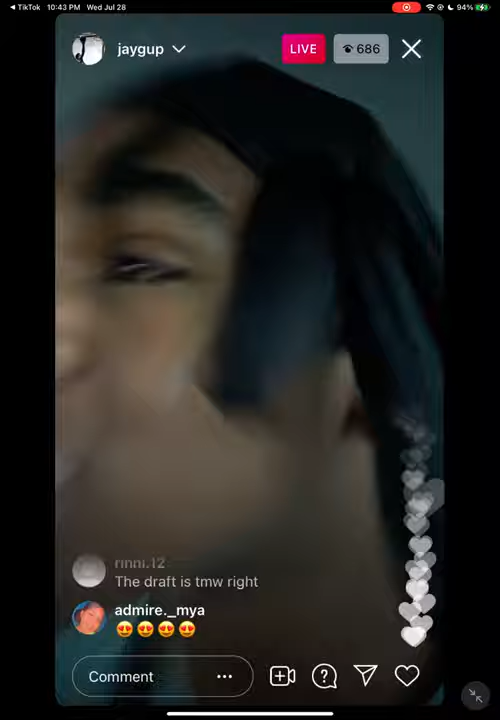 ◀ TikTok 10:43 PM Wed Jul 28 94%
jaygup LIVE 686
rinni.12
The draft is tmw right
admire._mya
😍😍😍😍
Comment